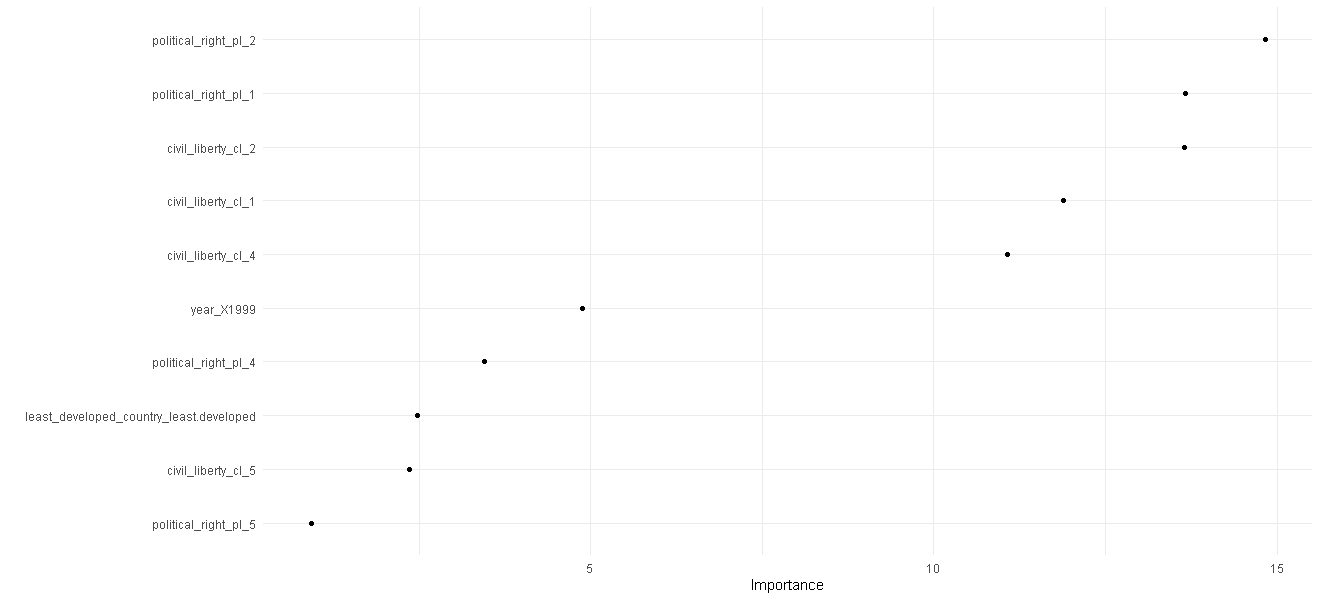 political_right_pl_2
political_right_pl_1
civil_liberty_cl_2
civil_liberty_cl_1
civil_liberty_cl_4
year_X1999
political_right_pl_4
least_developed_country_least.developed
civil_liberty_cl_5
political_right_pl_5
5 10 15
Importance